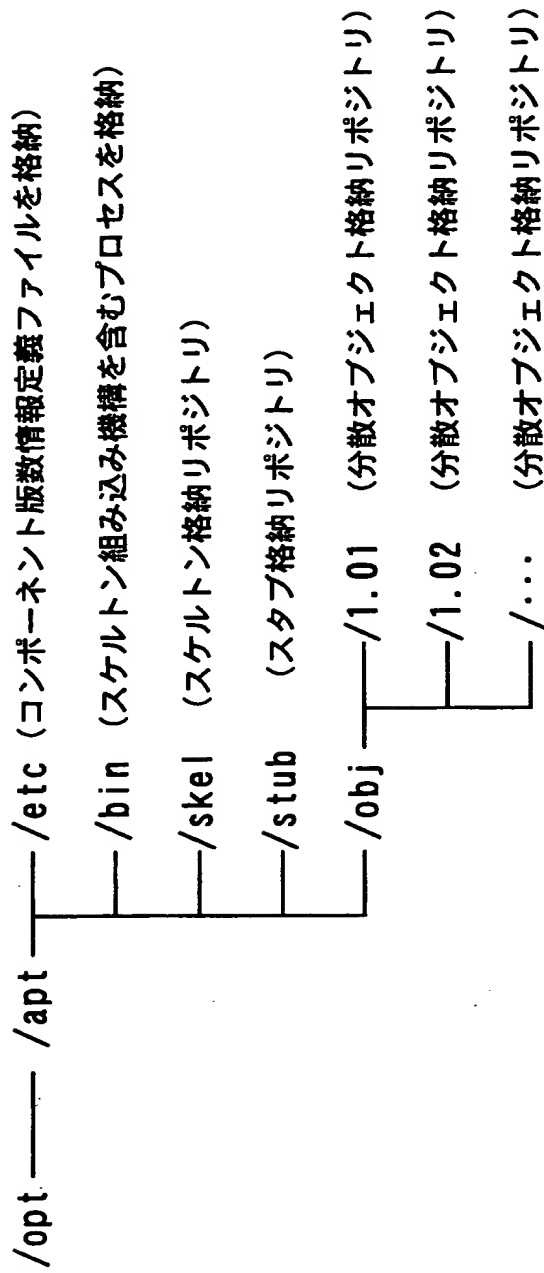 /opt /apt /etc (コンポーネント版数情報定義ファイルを格納)
/bin (スケルトン組み込み機構を含むプロセスを格納)
/skel (スケルトン格納リポジトリ)
/stub (スタブ格納リポジトリ)
/obj /1.01 (分散オブジェクト格納リポジトリ)
/1.02 (分散オブジェクト格納リポジトリ)
/... (分散オブジェクト格納リポジトリ)